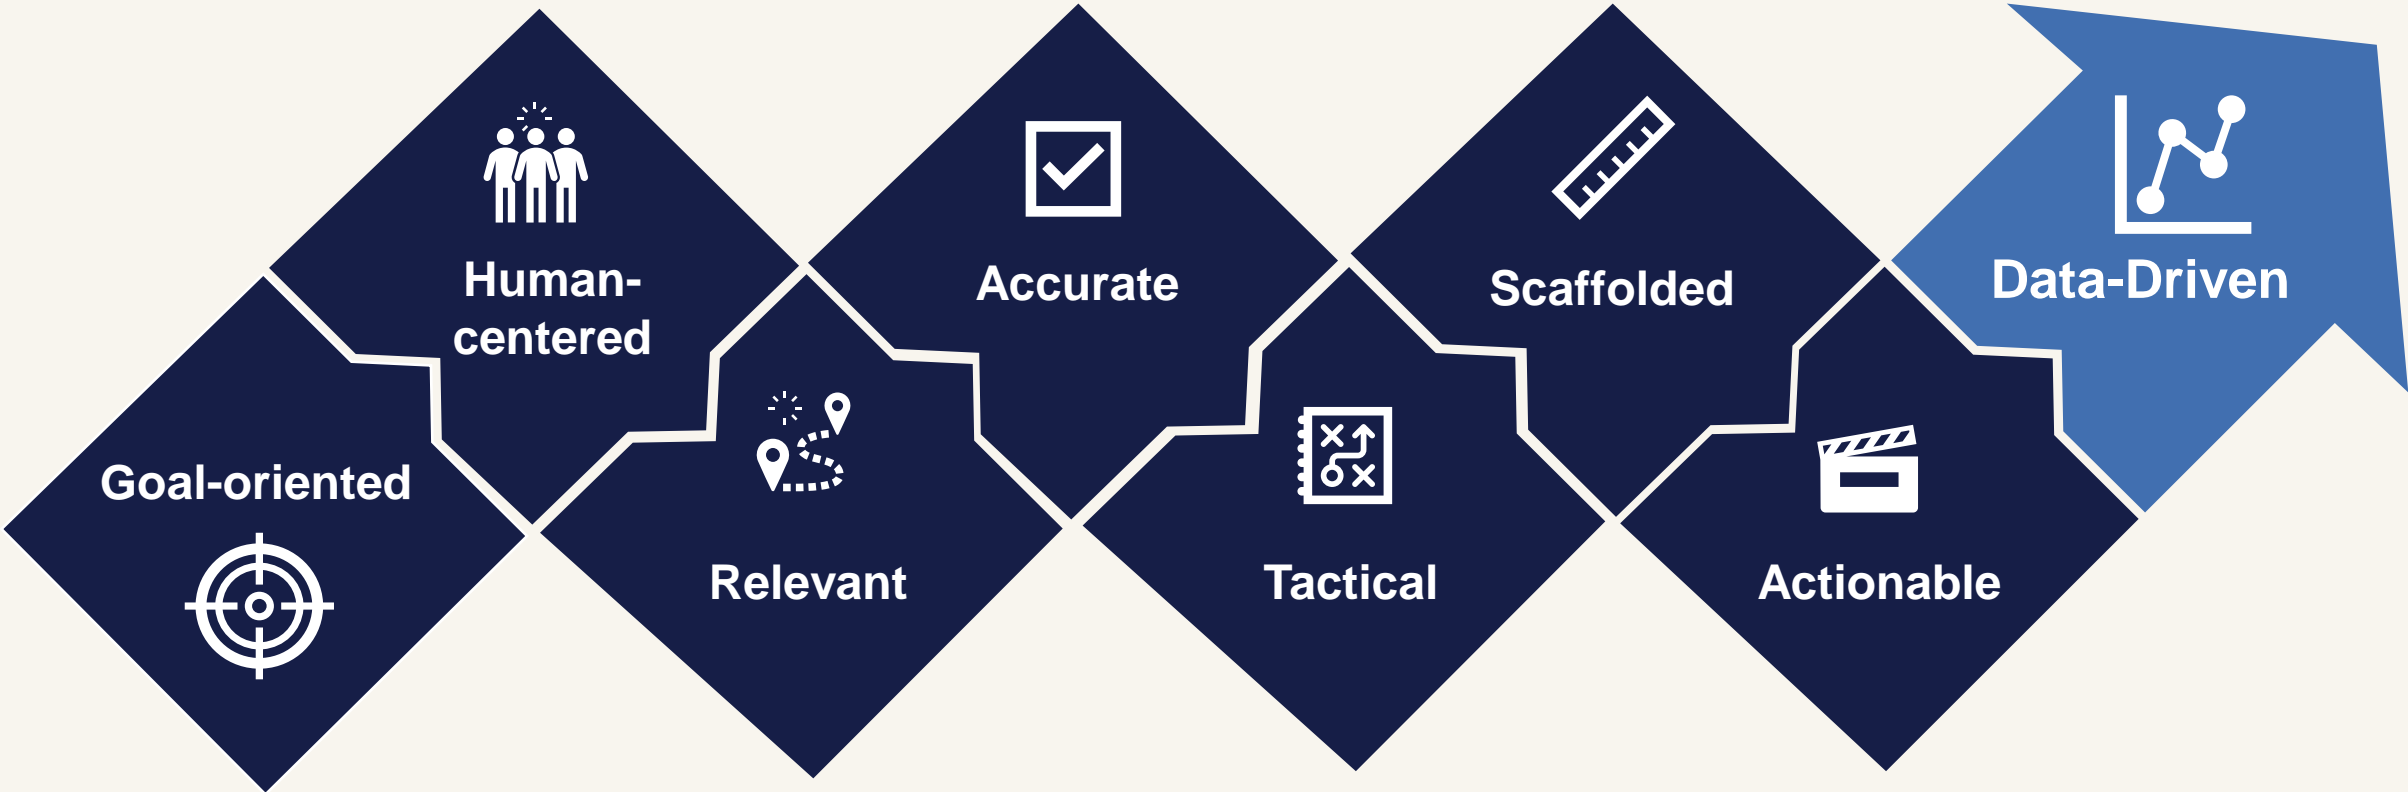 Goal-oriented
Human-
centered
Relevant
Accurate
Tactical
Scaffolded
Actionable
Data-Driven